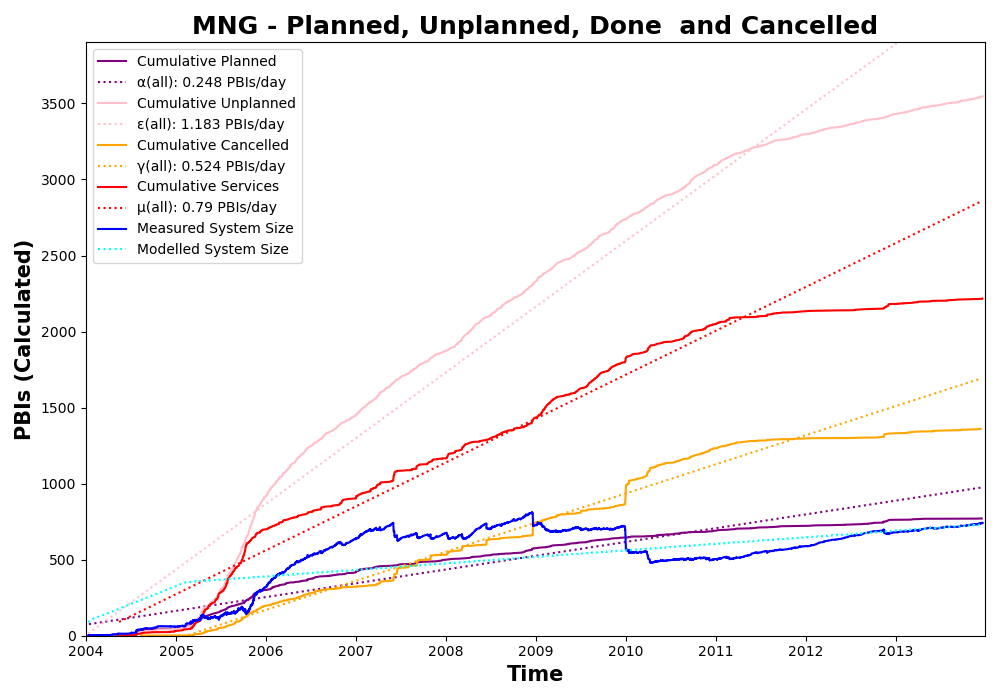 MNG - Planned, Unplanned, Done  and Cancelled
Cumulative Planned
α(all): 0.248 PBIs/day
Cumulative Unplanned
ε(all): 1.183 PBIs/day
Cumulative Cancelled
γ(all): 0.524 PBIs/day
Cumulative Services
μ(all): 0.79 PBIs/day
Measured System Size
Modelled System Size
PBIs (Calculated)
3500
3000
2500
2000
1500
1000
500
0
2004 2005 2006 2007 2008 2009 2010 2011 2012 2013
Time